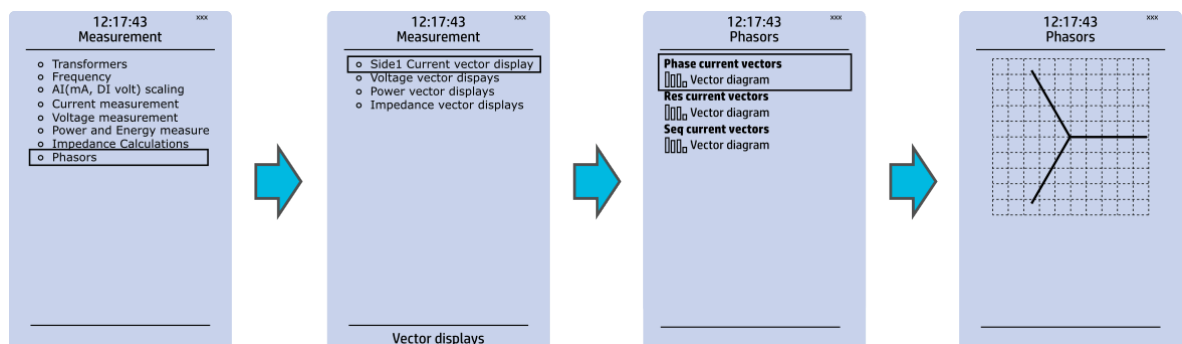 12:17:43 xxx
Measurement
Transformers
Frequency
AI(mA, DI volt) scaling
Current measurement
Voltage measurement
Power and Energy measure
Impedance Calculations
Phasors
12:17:43 xxx
Measurement
Side1 Current vector display
Voltage vector dispays
Power vector displays
Impedance vector displays
Vector displays
12:17:43 xxx
Phasors
Phase current vectors
Vector diagram
Res current vectors
Vector diagram
Seq current vectors
Vector diagram
12:17:43 xxx
Phasors